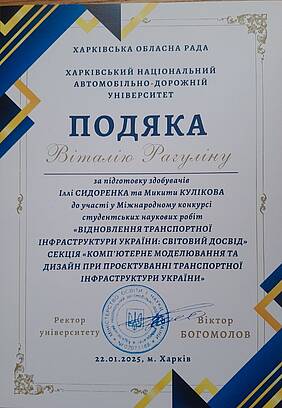 ХАРКІВСЬКА ОБЛАСНА РАДА
ХАРКІВСЬКИЙ НАЦІОНАЛЬНИЙ
АВТОМОБІЛЬНО-ДОРОЖНІЙ
УНІВЕРСИТЕТ
ПОДЯКА
Віталію Рагуліну
за підготовку здобувачів
Іллі СИДОРЕНКА та Микити КУЛІКОВА
до участі у Міжнародному конкурсі
студентських наукових робіт
«ВІДНОВЛЕННЯ ТРАНСПОРТНОЇ
ІНФРАСТРУКТУРИ УКРАЇНИ: СВІТОВИЙ ДОСВІД»
СЕКЦІЯ «КОМП'ЮТЕРНЕ МОДЕЛЮВАННЯ ТА
ДИЗАЙН ПРИ ПРОЄКТУВАННІ ТРАНСПОРТНОЇ
ІНФРАСТРУКТУРИ УКРАЇНИ»
Ректор
університету
Віктор
БОГОМОЛОВ
22.01.2025, м. Харків